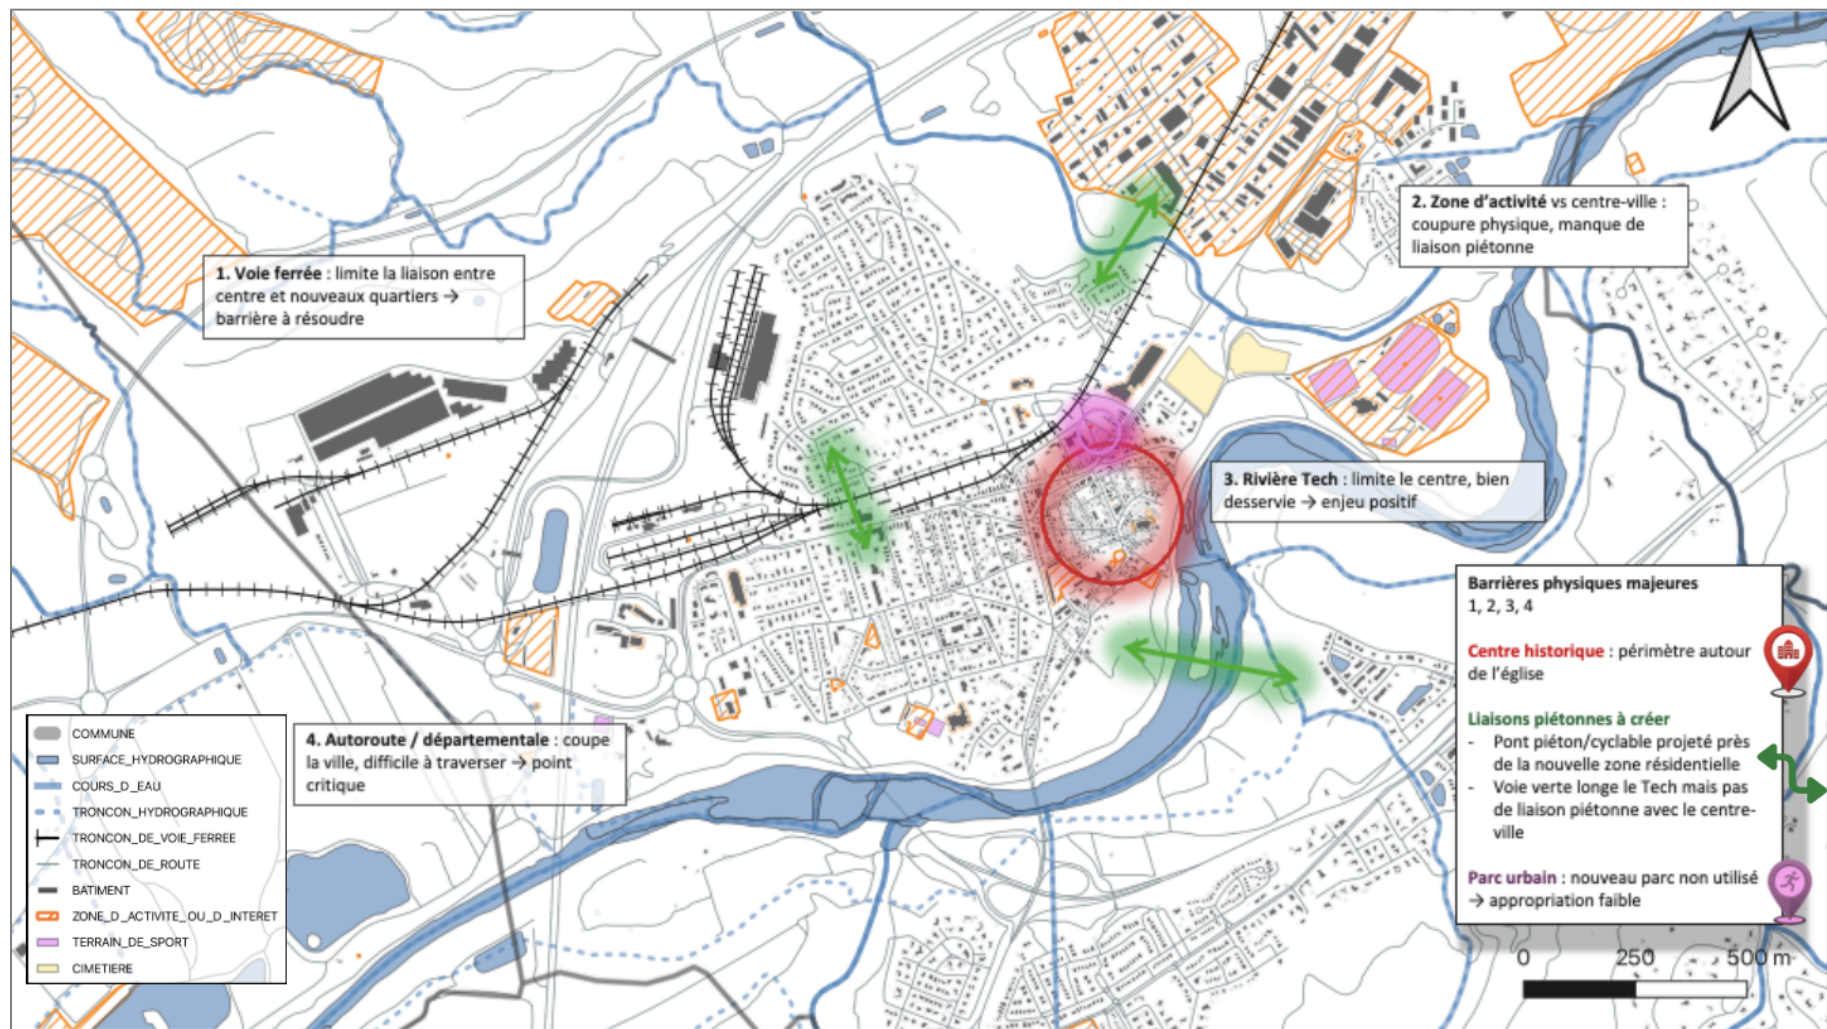 1. Voie ferrée : limite la liaison entre
centre et nouveaux quartiers →
barrière à résoudre
2. Zone d’activité vs centre-ville :
coupure physique, manque de
liaison piétonne
3. Rivière Tech : limite le centre, bien
desservie → enjeu positif
4. Autoroute / départementale : coupe
la ville, difficile à traverser → point
critique
COMMUNE
SURFACE_HYDROGRAPHIQUE
COURS_D_EAU
TRONCON_HYDROGRAPHIQUE
TRONCON_DE_VOIE_FERREE
TRONCON_DE_ROUTE
BATIMENT
ZONE_D_ACTIVITE_OU_D_INTERET
TERRAIN_DE_SPORT
CIMETIERE
Barrières physiques majeures
1, 2, 3, 4
Centre historique : périmètre autour
de l’église
Liaisons piétonnes à créer
- Pont piéton/cyclable projeté près
de la nouvelle zone résidentielle
- Voie verte longe le Tech mais pas
de liaison piétonne avec le centre-
ville
Parc urbain : nouveau parc non utilisé
→ appropriation faible
0 250 500 m